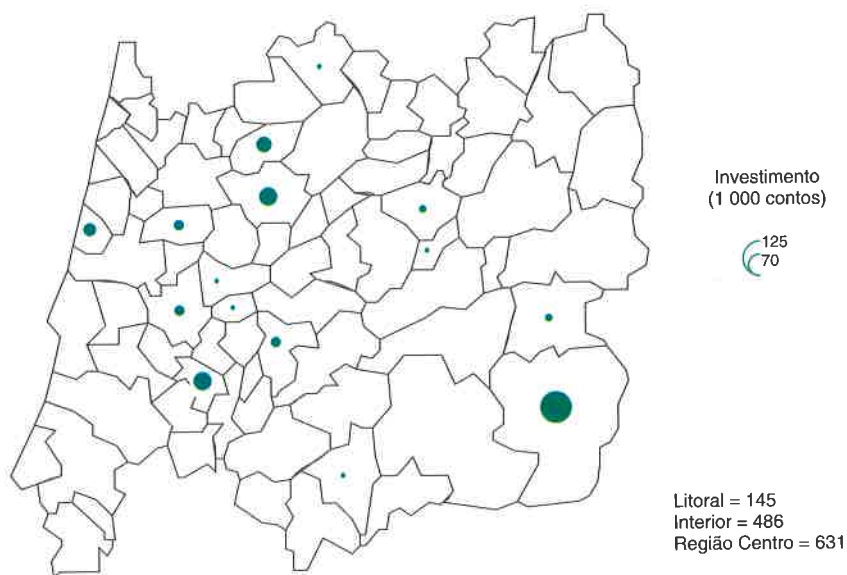 Investimento
(1 000 contos)
125
70
Litoral = 145
Interior = 486
Região Centro = 631